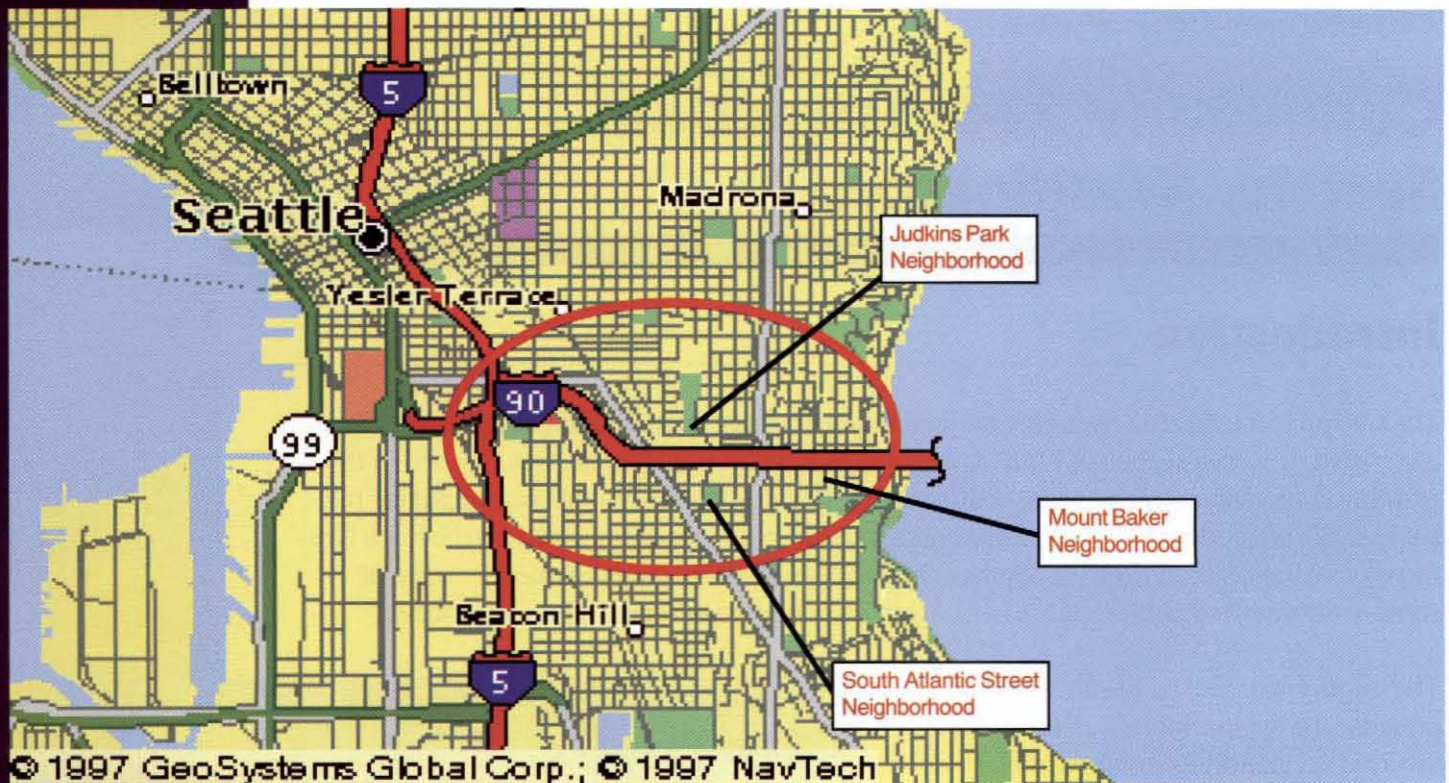 Belltown
5
Seattle
Madrona
Judkins Park
Neighborhood
Yesler Terrace
90
99
Mount Baker
Neighborhood
Beacon Hill
5
South Atlantic Street
Neighborhood
© 1997 GeoSystems Global Corp.; © 1997 NavTech